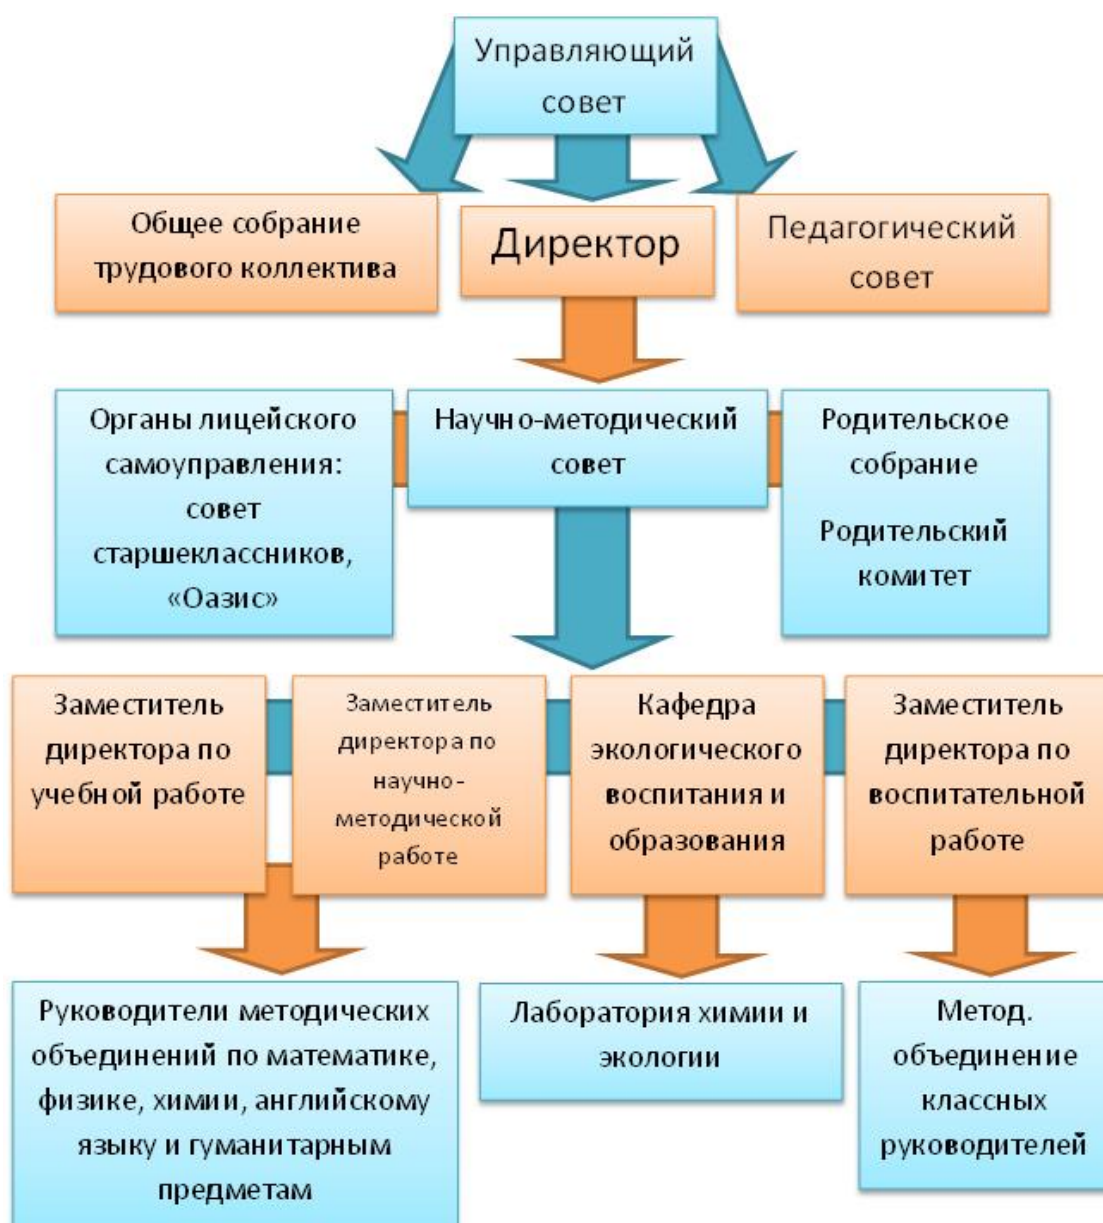 Управляющий
совет
Общее собрание
трудового коллектива
Директор
Педагогический
совет
Органы лицейского
самоуправления:
совет
старшеклассников,
«Оазис»
Научно-методический
совет
Родительское
собрание
Родительский
комитет
Заместитель
директора по
учебной работе
Заместитель
директора по
научно-
методической
работе
Кафедра
экологического
воспитания и
образования
Заместитель
директора по
воспитательной
работе
Руководители методических
объединений по математике,
физике, химии, английскому
языку и гуманитарным
предметам
Лаборатория химии и
экологии
Метод.
объединение
классных
руководителей